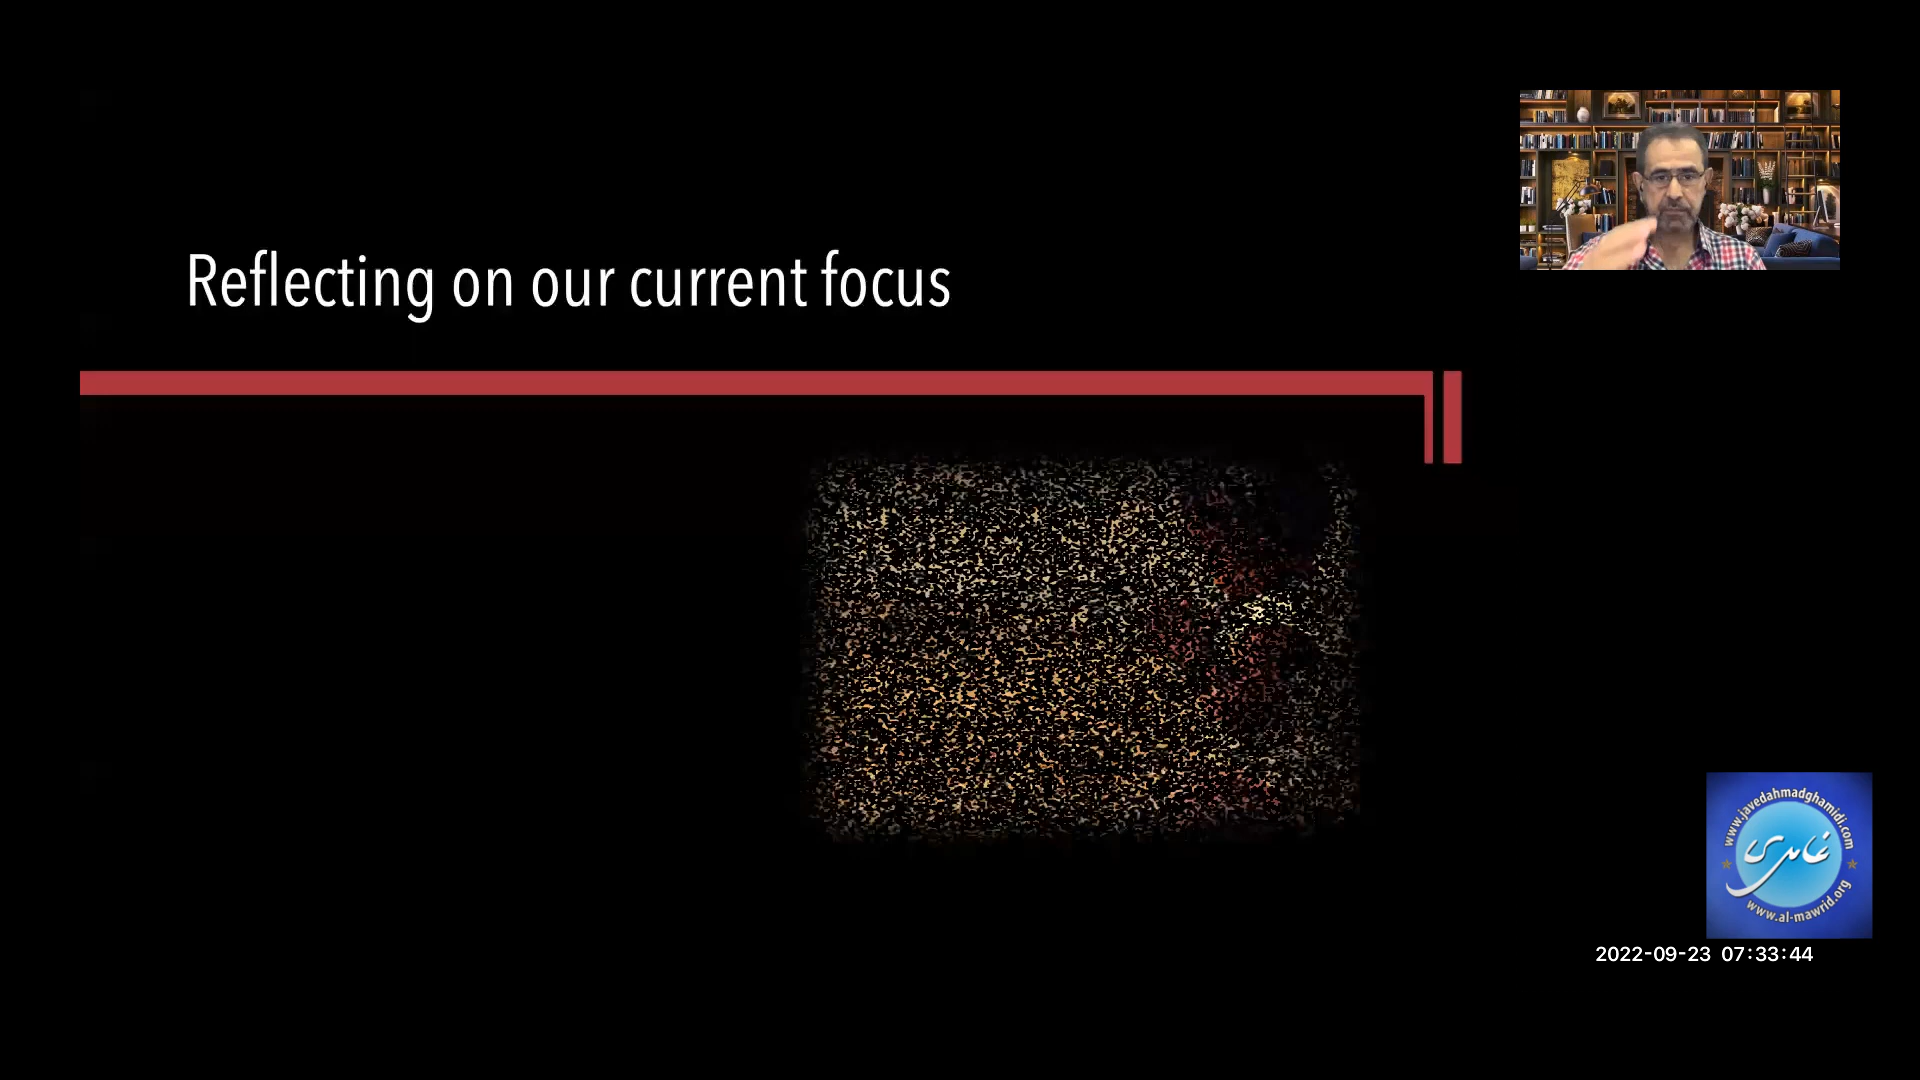 Reflecting on our current focus
www.javedahmadghamidi.com
غامدی
www.al-mawrid.org
2022-09-23 07:33:44